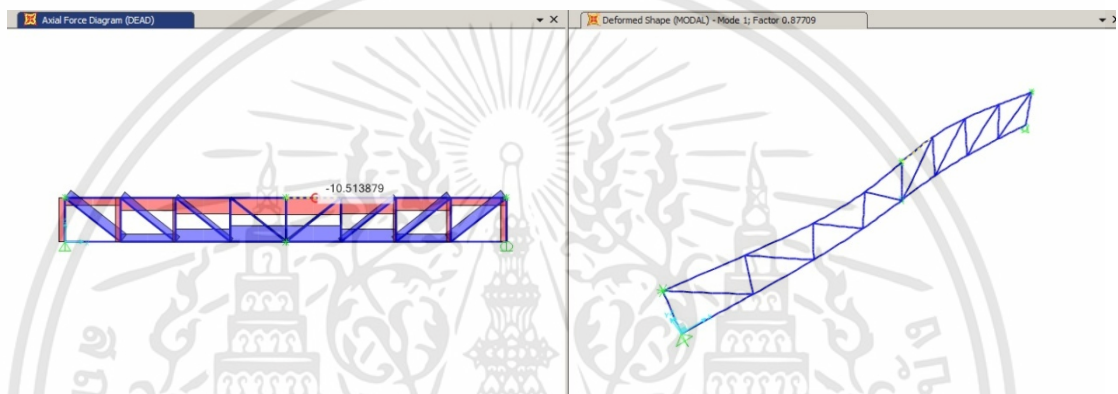 Axial Force Diagram (DEAD)
Deformed Shape (MODAL) - Mode 1; Factor 0.87709
-10.513879